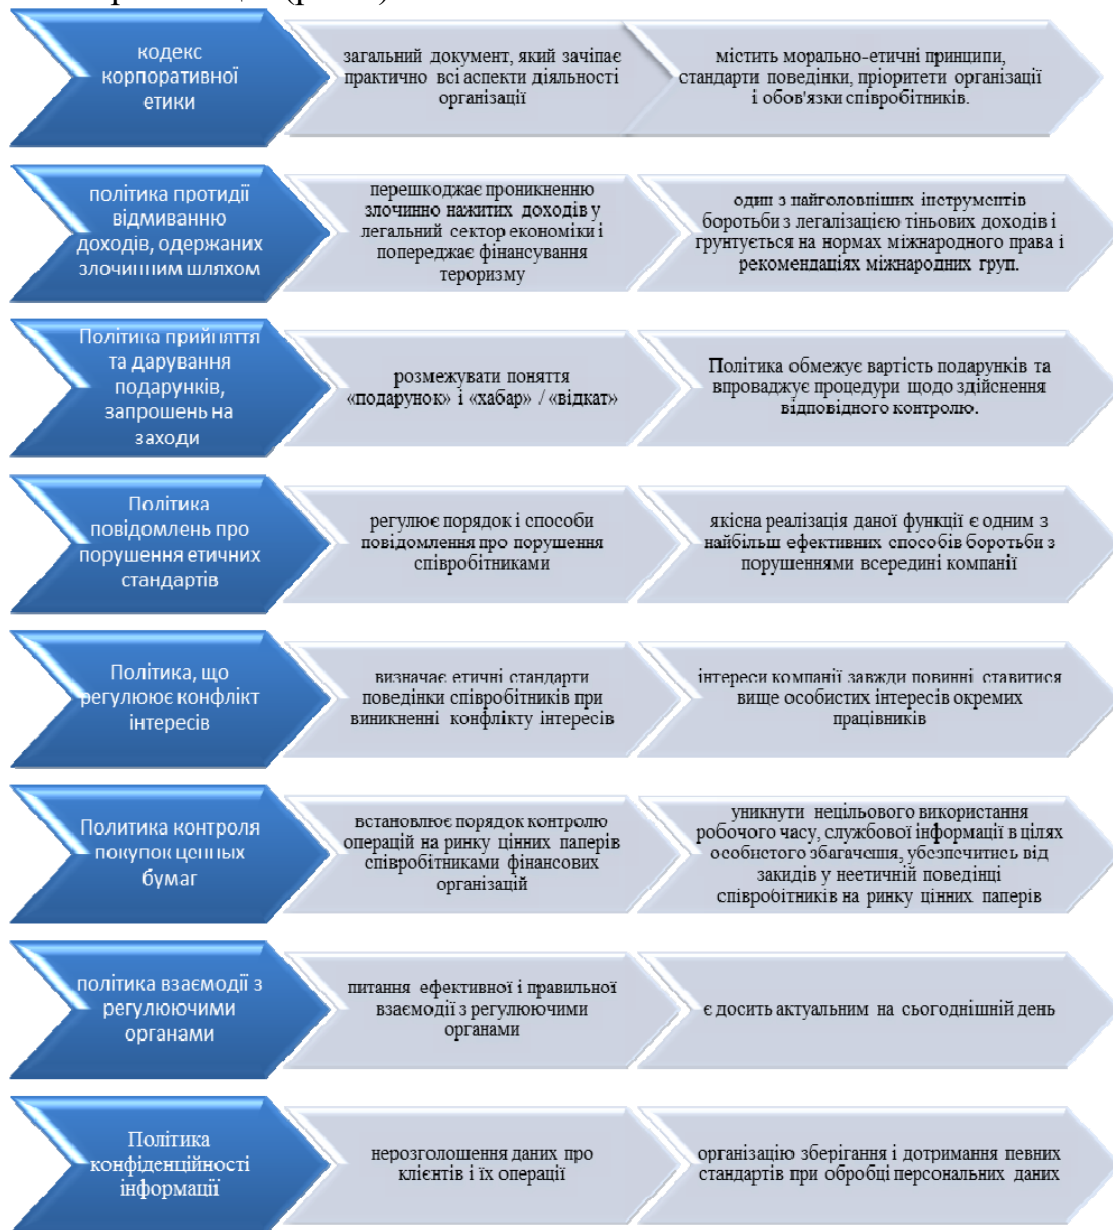 кодекс
корпоративної
етики
загальний документ, який зачіпає
практично всі аспекти діяльності
організації
містить морально-етичні принципи,
стандарти поведінки, пріоритети організації
і обов'язки співробітників.
політика протидії
відмиванню
доходів, одержаних
злочинним шляхом
перешкоджає проникненню
злочинно нажитих доходів у
легальний сектор економіки і
попереджає фінансування
тероризму
один з найголовніших інструментів
боротьби з легалізацією тіньових доходів і
грунтується на нормах міжнародного права і
рекомендаціях міжнародних груп.
Політика прийняття
та дарування
подарунків,
запрошень на
заходи
розмежувати поняття
«подарунок» і «хабар» / «відкат»
Політика обмежує вартість подарунків та
впроваджує процедури щодо здійснення
відповідного контролю.
Політика
повідомлень про
порушення етичних
стандартів
регулює порядок і способи
повідомлення про порушення
співробітниками
якісна реалізація даної функції є одним з
найбільш ефективних способів боротьби з
порушеннями всередині компанії
Політика, що
регулюює конфлікт
інтересів
визначає етичні стандарти
поведінки співробітників при
виникненні конфлікту інтересів
інтереси компанії завжди повинні ставитися
вище особистих інтересів окремих
працівників
Политика контроля
покупок ценных
бумаг
встановлює порядок контролю
операцій на ринку цінних паперів
співробітниками фінансових
організацій
уникнути нецільового використання
робочого часу, службової інформації в цілях
особистого збагачення, убезпечитись від
закидів у неетичній поведінці
співробітників на ринку цінних паперів
політика взаємодії з
регулюючими
органами
питання ефективної і правильної
взаємодії з регулюючими
органами
є досить актуальним на сьогоднішній день
Політика
конфіденційності
інформації
нерозголошення даних про
клієнтів і їх операції
організацію зберігання і дотримання певних
стандартів при обробці персональних даних